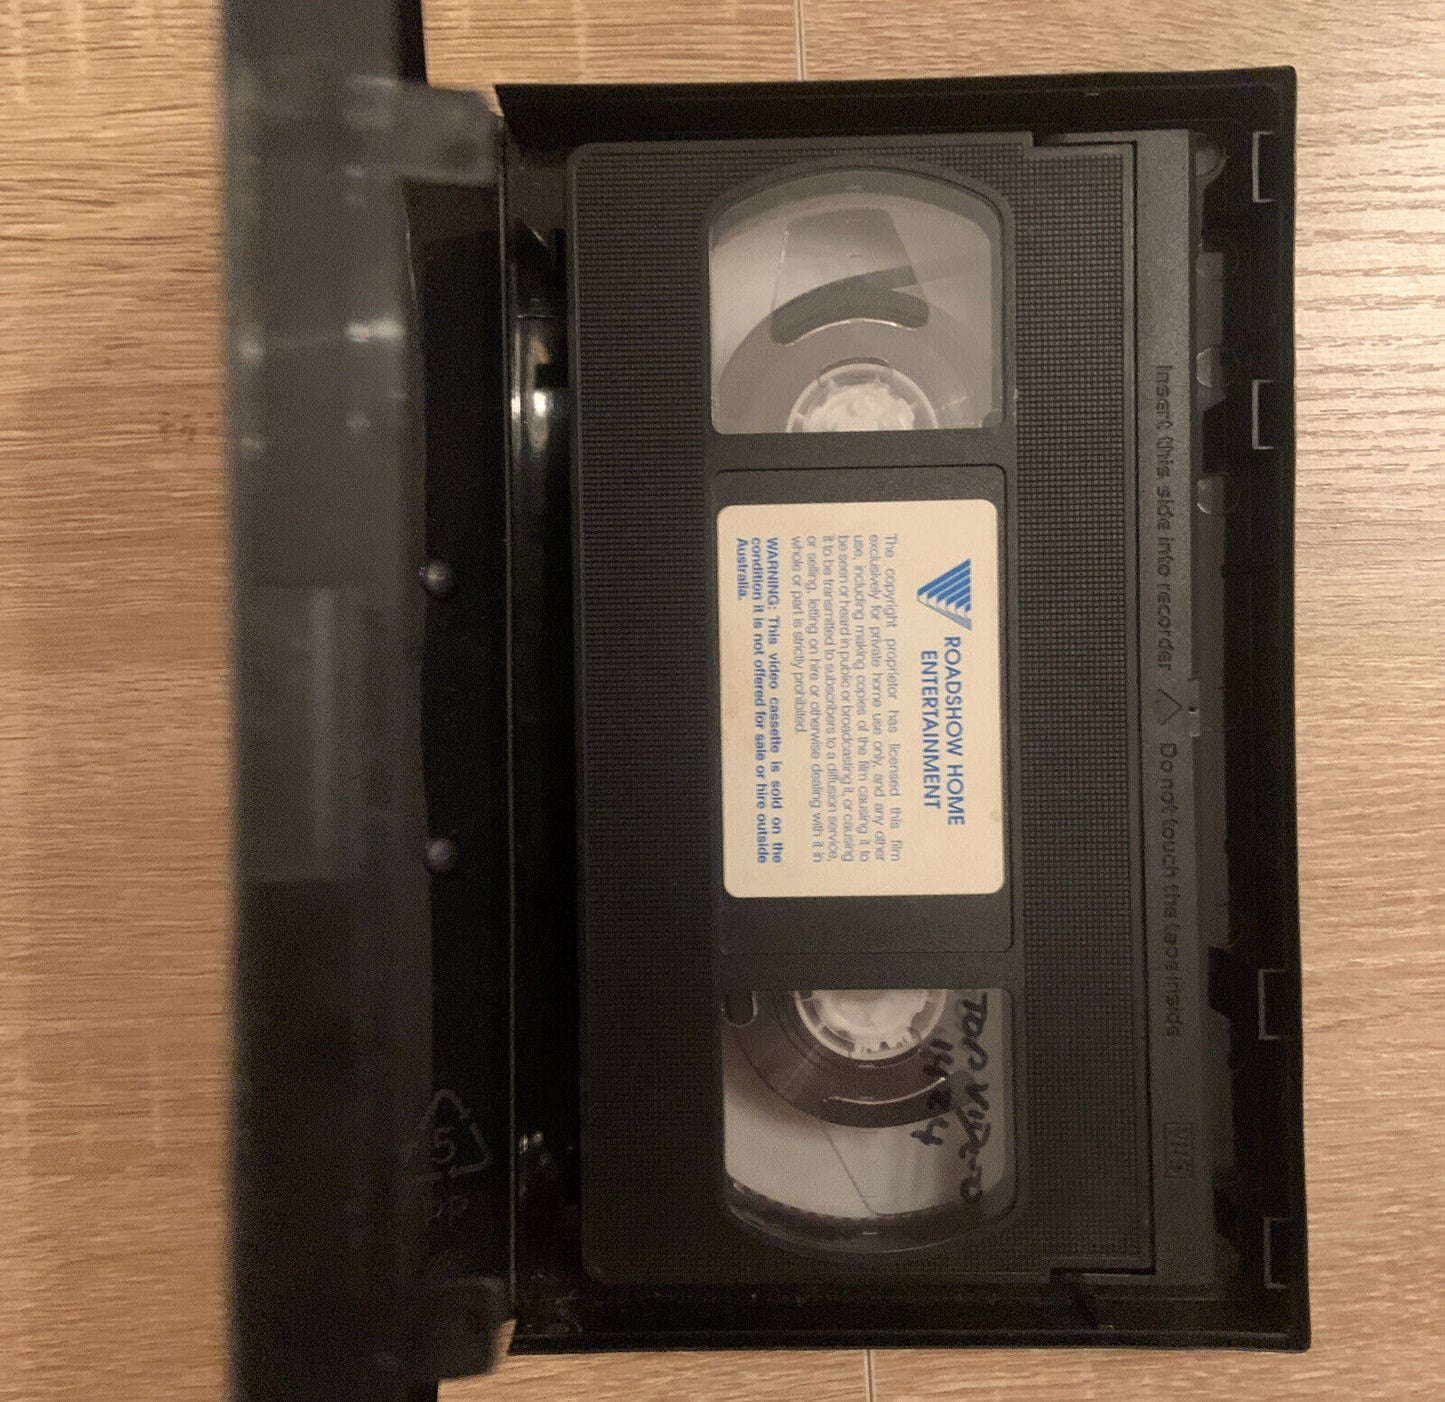 Insert this side into recorder △ Do not touch the tape inside
VHS
ROADSHOW HOME
ENTERTAINMENT
The copyright proprietor has licensed this film
exclusively for private home use only, and any other
use, including making copies of the film causing it to
be seen or heard in public or broadcasting it, or causing
it to be transmitted to subscribers to a diffusion service,
or selling, letting on hire or otherwise dealing with it in
whole or part is strictly prohibited.
WARNING: This video cassette is sold on the
condition it is not offered for sale or hire outside
Australia.
TOP VIDEO
1424
5
PP